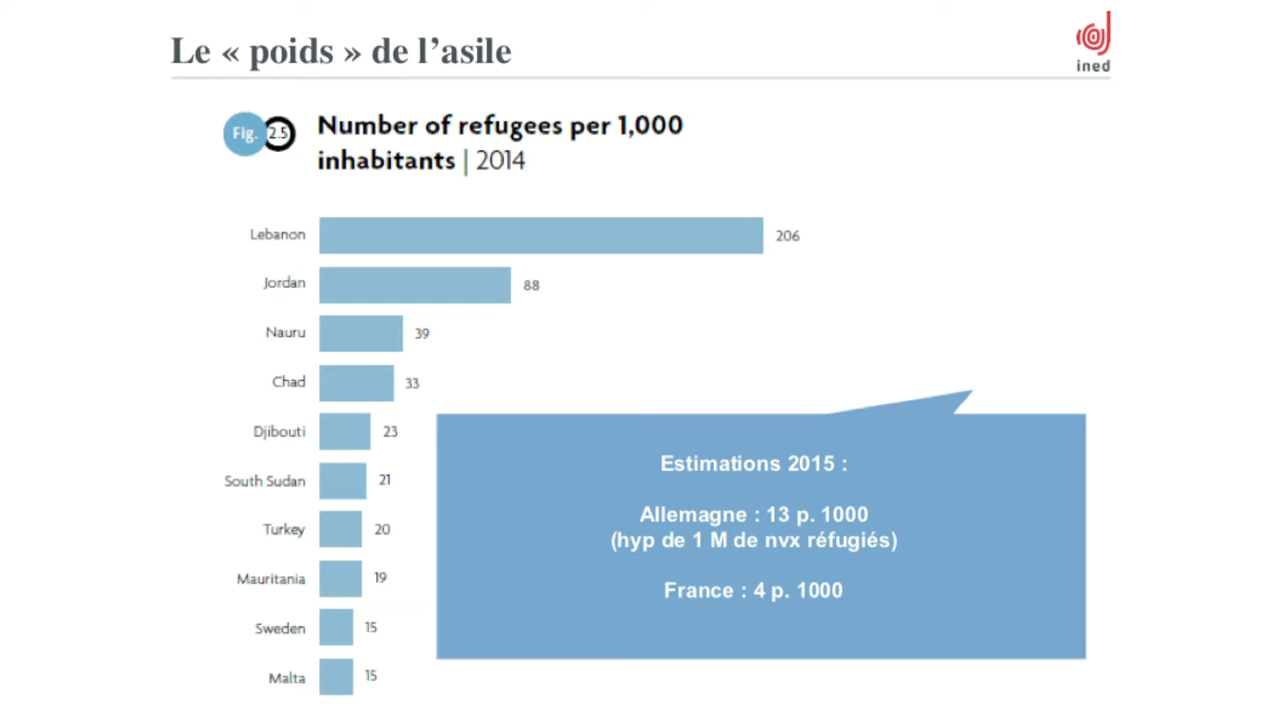 Le « poids » de l’asile
ined
Fig. 2.5
Number of refugees per 1,000
inhabitants | 2014
Lebanon 206
Jordan 88
Nauru 39
Chad 33
Djibouti 23
South Sudan 21
Turkey 20
Mauritania 19
Sweden 15
Malta 15
Estimations 2015 :
Allemagne : 13 p. 1000
(hyp de 1 M de nvx réfugiés)
France : 4 p. 1000